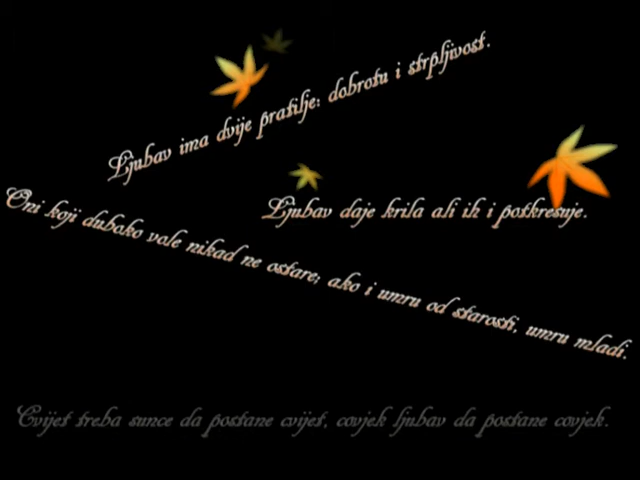 Ljubav ima dvije pratilje: dobrotu i strpljivost.
Ljubav daje krila ali ih i potkresuje.
Oni koji duboko vole nikad ne ostare; ako i umru od starosti, umru mladi.
Cvijet treba sunce da postane cvijet, covjek ljubav da postane covjek.